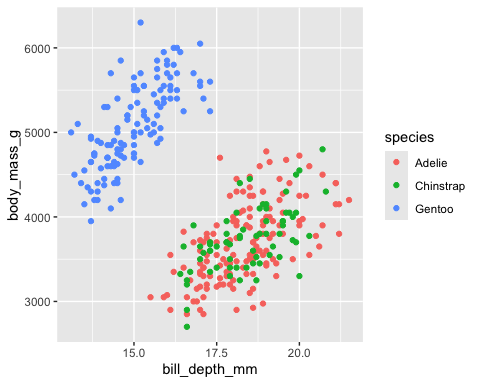 6000
5000
4000
3000
body_mass_g
15.0 17.5 20.0
bill_depth_mm
species
Adelie
Chinstrap
Gentoo